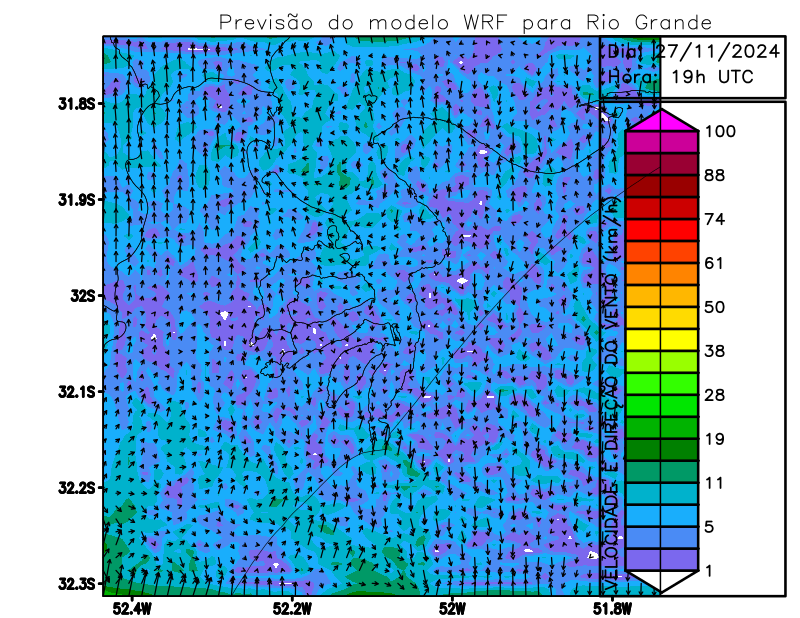 Previsão do modelo WRF para Rio Grande
Dia: 27/11/2024
Hora: 19h UTC
31.8S
31.9S
32S
32.1S
32.2S
32.3S
52.4W
52.2W
52W
51.8W
VELOCIDADE E DIREÇÃO DO VENTO (km/h)
100
88
74
61
50
38
28
19
11
5
1